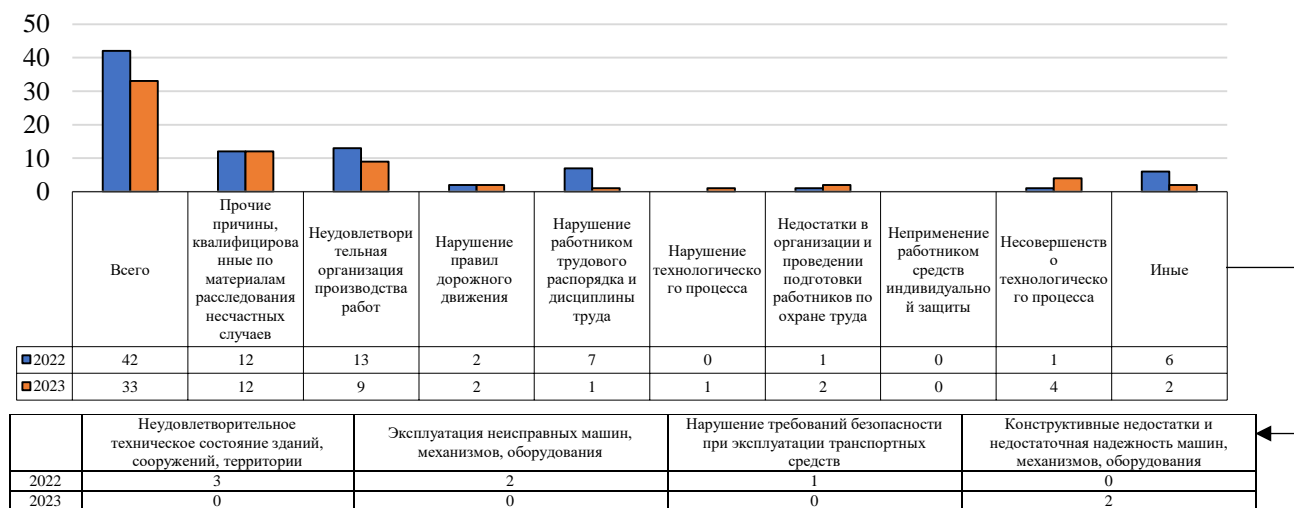 50
40
30
20
10
0
Всего
Прочие
причины,
квалифицирова
нные по
материалам
расследования
несчастных
случаев
Неудовлетвори
тельная
организация
производства
работ
Нарушение
правил
дорожного
движения
Нарушение
работником
трудового
распорядка и
дисциплины
труда
Нарушение
технологическо
го процесса
Недостатки в
организации и
проведении
подготовки
работников по
охране труда
Неприменение
работником
средств
индивидуально
й защиты
Несовершенств
о
технологическо
го процесса
Иные
2022 42 12 13 2 7 0 1 0 1 6
2023 33 12 9 2 1 1 2 0 4 2
Неудовлетворительное
техническое состояние зданий,
сооружений, территории
Эксплуатация неисправных машин,
механизмов, оборудования
Нарушение требований безопасности
при эксплуатации транспортных
средств
Конструктивные недостатки и
недостаточная надежность машин,
механизмов, оборудования
2022 3 2 1 0
2023 0 0 0 2